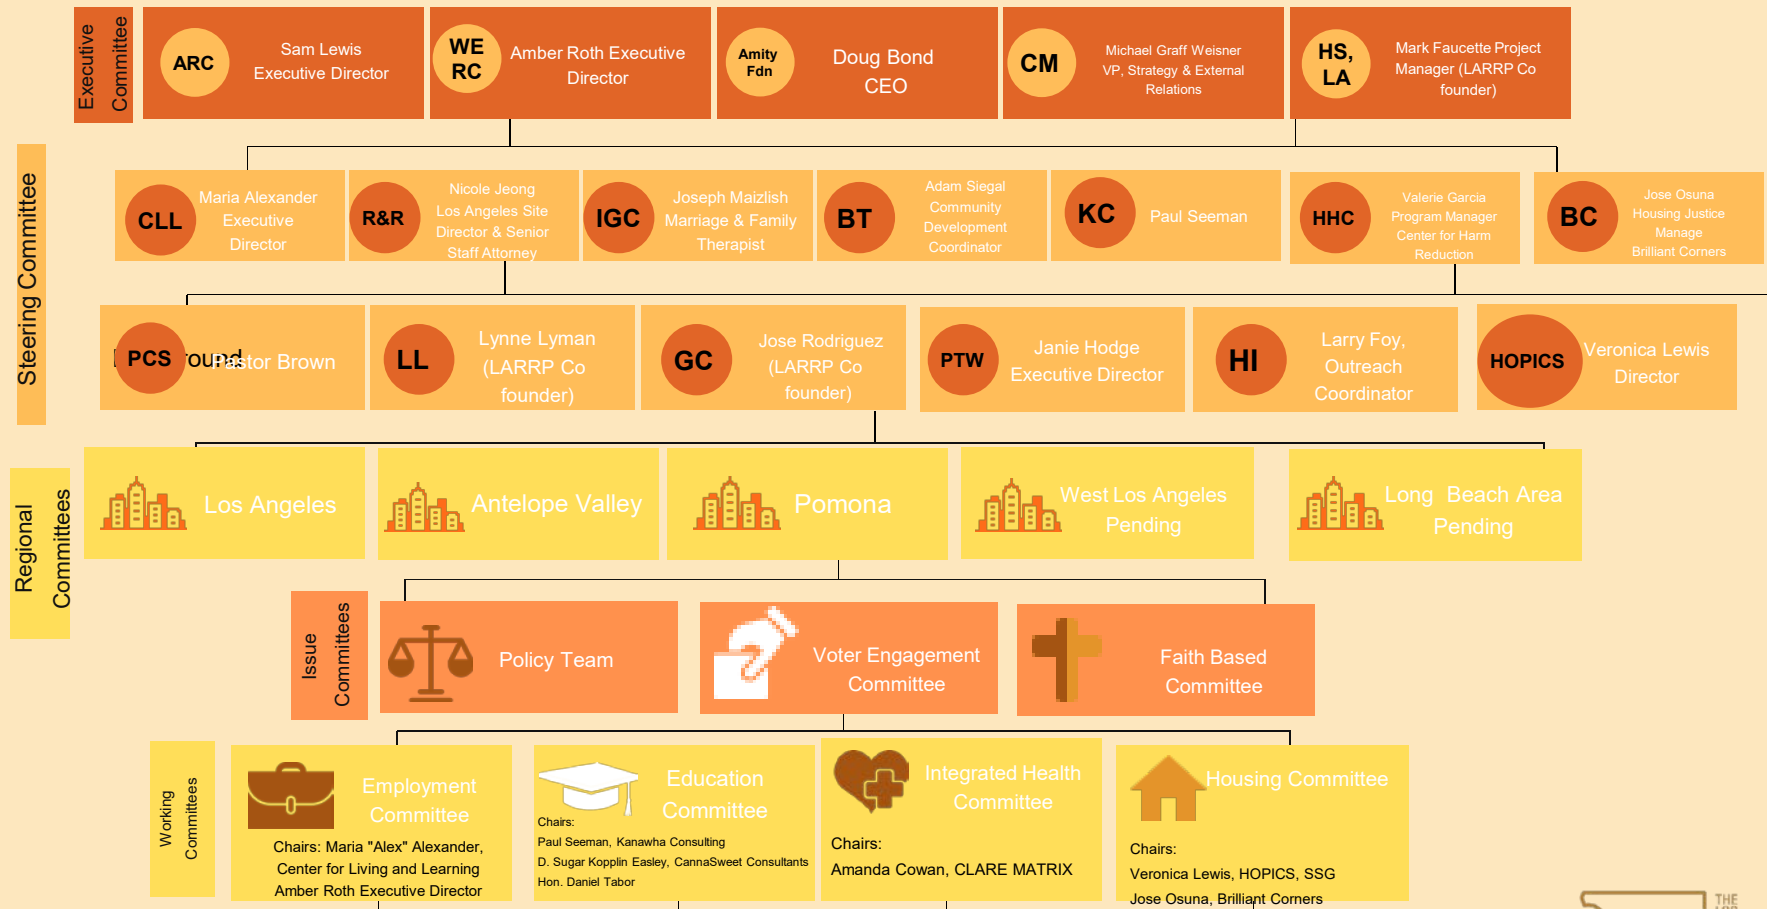 Executive
Committee
ARC
Sam Lewis
Executive Director
WE
RC
Amber Roth Executive
Director
Amity
Fdn
Doug Bond
CEO
CM
Michael Graff Weisner
VP, Strategy & External
Relations
HS,
LA
Mark Faucette Project
Manager (LARRP Co
founder)
Steering Committee
CLL
Maria Alexander
Executive
Director
R&R
Nicole Jeong
Los Angeles Site
Director & Senior
Staff Attorney
IGC
Joseph Maizlish
Marriage & Family
Therapist
BT
Adam Siegal
Community
Development
Coordinator
KC
Paul Seeman
HHC
Valerie Garcia
Program Manager
Center for Harm
Reduction
BC
Jose Osuna
Housing Justice
Manage
Brilliant Corners
PCS
Pastor Brown
LL
Lynne Lyman
(LARRP Co
founder)
GC
Jose Rodriguez
(LARRP Co
founder)
PTW
Janie Hodge
Executive Director
HI
Larry Foy,
Outreach
Coordinator
HOPICS
Veronica Lewis
Director
Regional
Committees
Los Angeles
Antelope Valley
Pomona
West Los Angeles
Pending
Long Beach Area
Pending
Issue
Committees
Policy Team
Voter Engagement
Committee
Faith Based
Committee
Working
Committees
Employment
Committee
Chairs: Maria "Alex" Alexander,
Center for Living and Learning
Amber Roth Executive Director
Education
Committee
Chairs:
Paul Seeman, Kanawha Consulting
D. Sugar Kopplin Easley, CannaSweet Consultants
Hon. Daniel Tabor
Integrated Health
Committee
Chairs:
Amanda Cowan, CLARE MATRIX
Housing Committee
Chairs:
Veronica Lewis, HOPICS, SSG
Jose Osuna, Brilliant Corners
THE